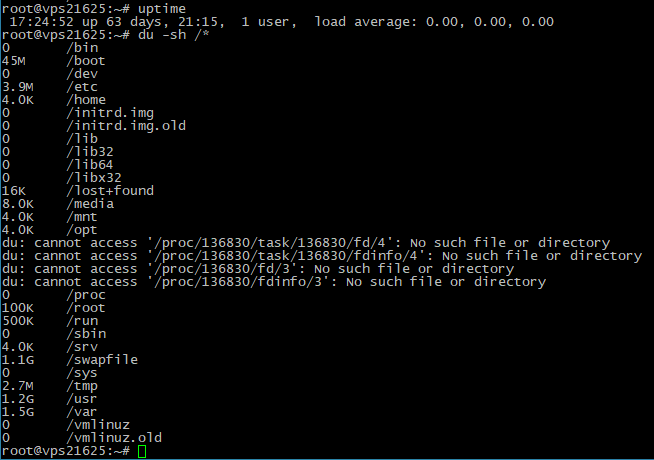 root@vps21625:~# uptime
 17:24:52 up 63 days, 21:15,  1 user,  load average: 0.00, 0.00, 0.00
root@vps21625:~# du -sh /*
0       /bin
45M     /boot
0       /dev
3.9M    /etc
4.0K    /home
0       /initrd.img
0       /initrd.img.old
0       /lib
0       /lib32
0       /lib64
0       /libx32
16K     /lost+found
8.0K    /media
4.0K    /mnt
4.0K    /opt
du: cannot access '/proc/136830/task/136830/fd/4': No such file or directory
du: cannot access '/proc/136830/task/136830/fdinfo/4': No such file or directory
du: cannot access '/proc/136830/fd/3': No such file or directory
du: cannot access '/proc/136830/fdinfo/3': No such file or directory
0       /proc
100K    /root
500K    /run
0       /sbin
4.0K    /srv
1.1G    /swapfile
0       /sys
2.7M    /tmp
1.2G    /usr
1.5G    /var
0       /vmlinuz
0       /vmlinuz.old
root@vps21625:~#